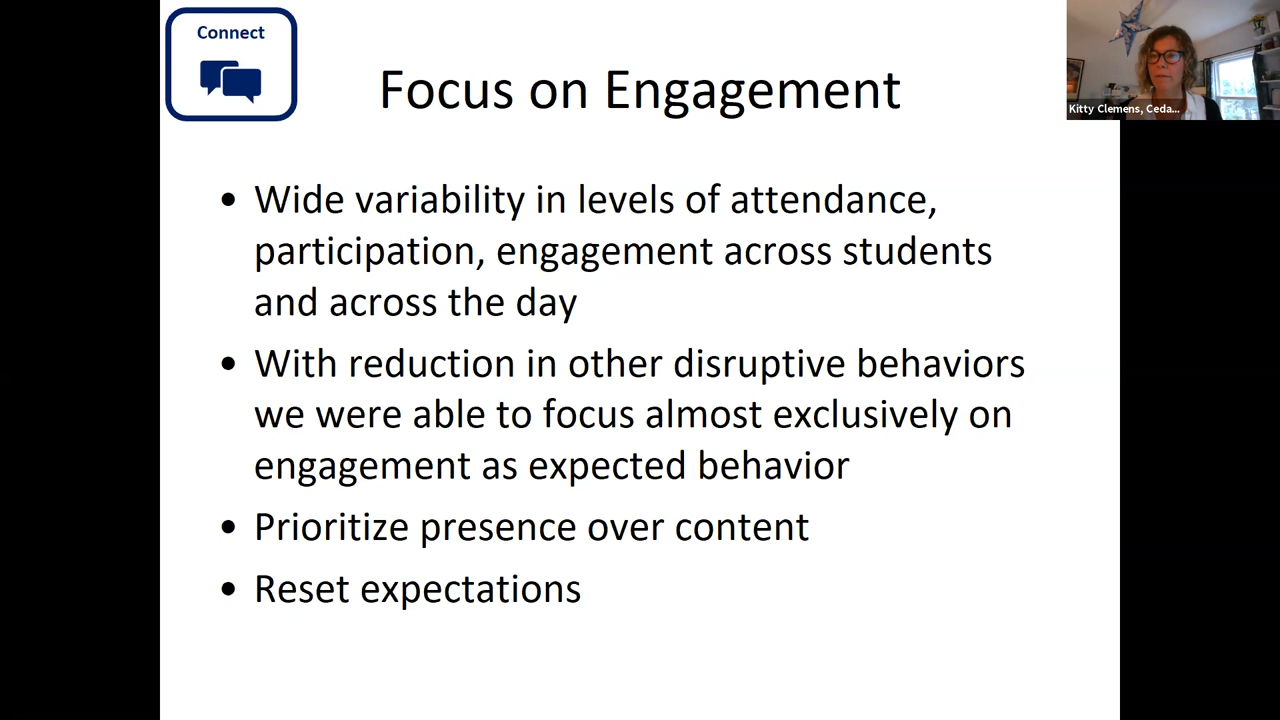 Connect
Focus on Engagement
Kitty Clemens, Ceda...
• Wide variability in levels of attendance,
participation, engagement across students
and across the day
• With reduction in other disruptive behaviors
we were able to focus almost exclusively on
engagement as expected behavior
• Prioritize presence over content
• Reset expectations